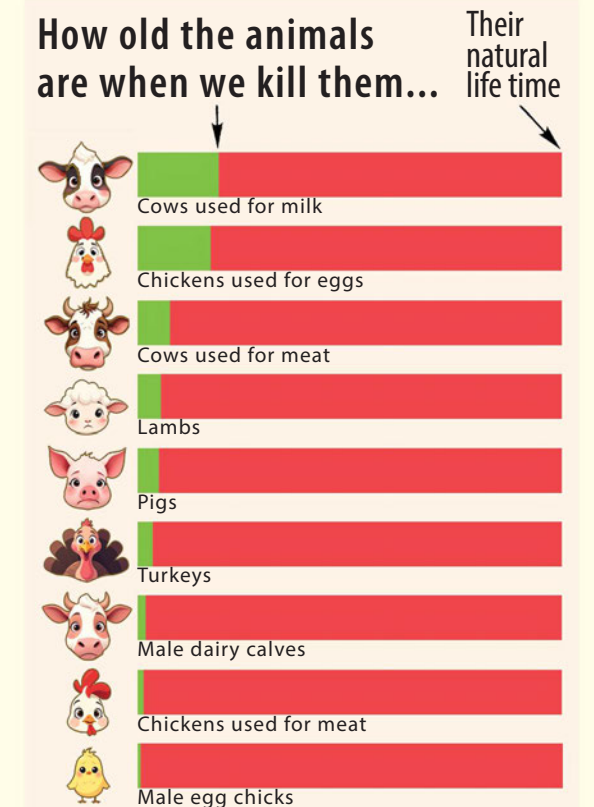 How old the animals
are when we kill them...
Their
natural
life time
Cows used for milk
Chickens used for eggs
Cows used for meat
Lambs
Pigs
Turkeys
Male dairy calves
Chickens used for meat
Male egg chicks